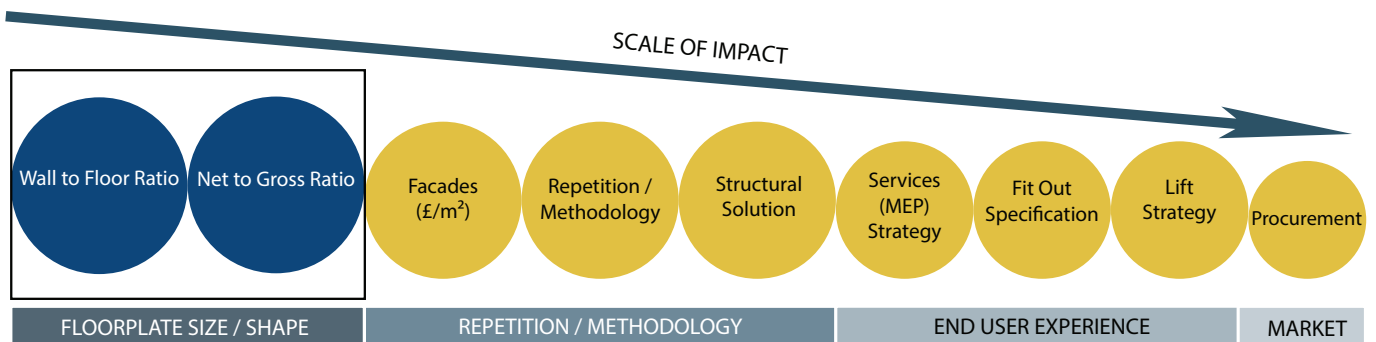 SCALE OF IMPACT
Wall to Floor Ratio
Net to Gross Ratio
Facades
(£/m²)
Repetition /
Methodology
Structural
Solution
Services
(MEP)
Strategy
Fit Out
Specification
Lift
Strategy
Procurement
FLOORPLATE SIZE / SHAPE
REPETITION / METHODOLOGY
END USER EXPERIENCE
MARKET